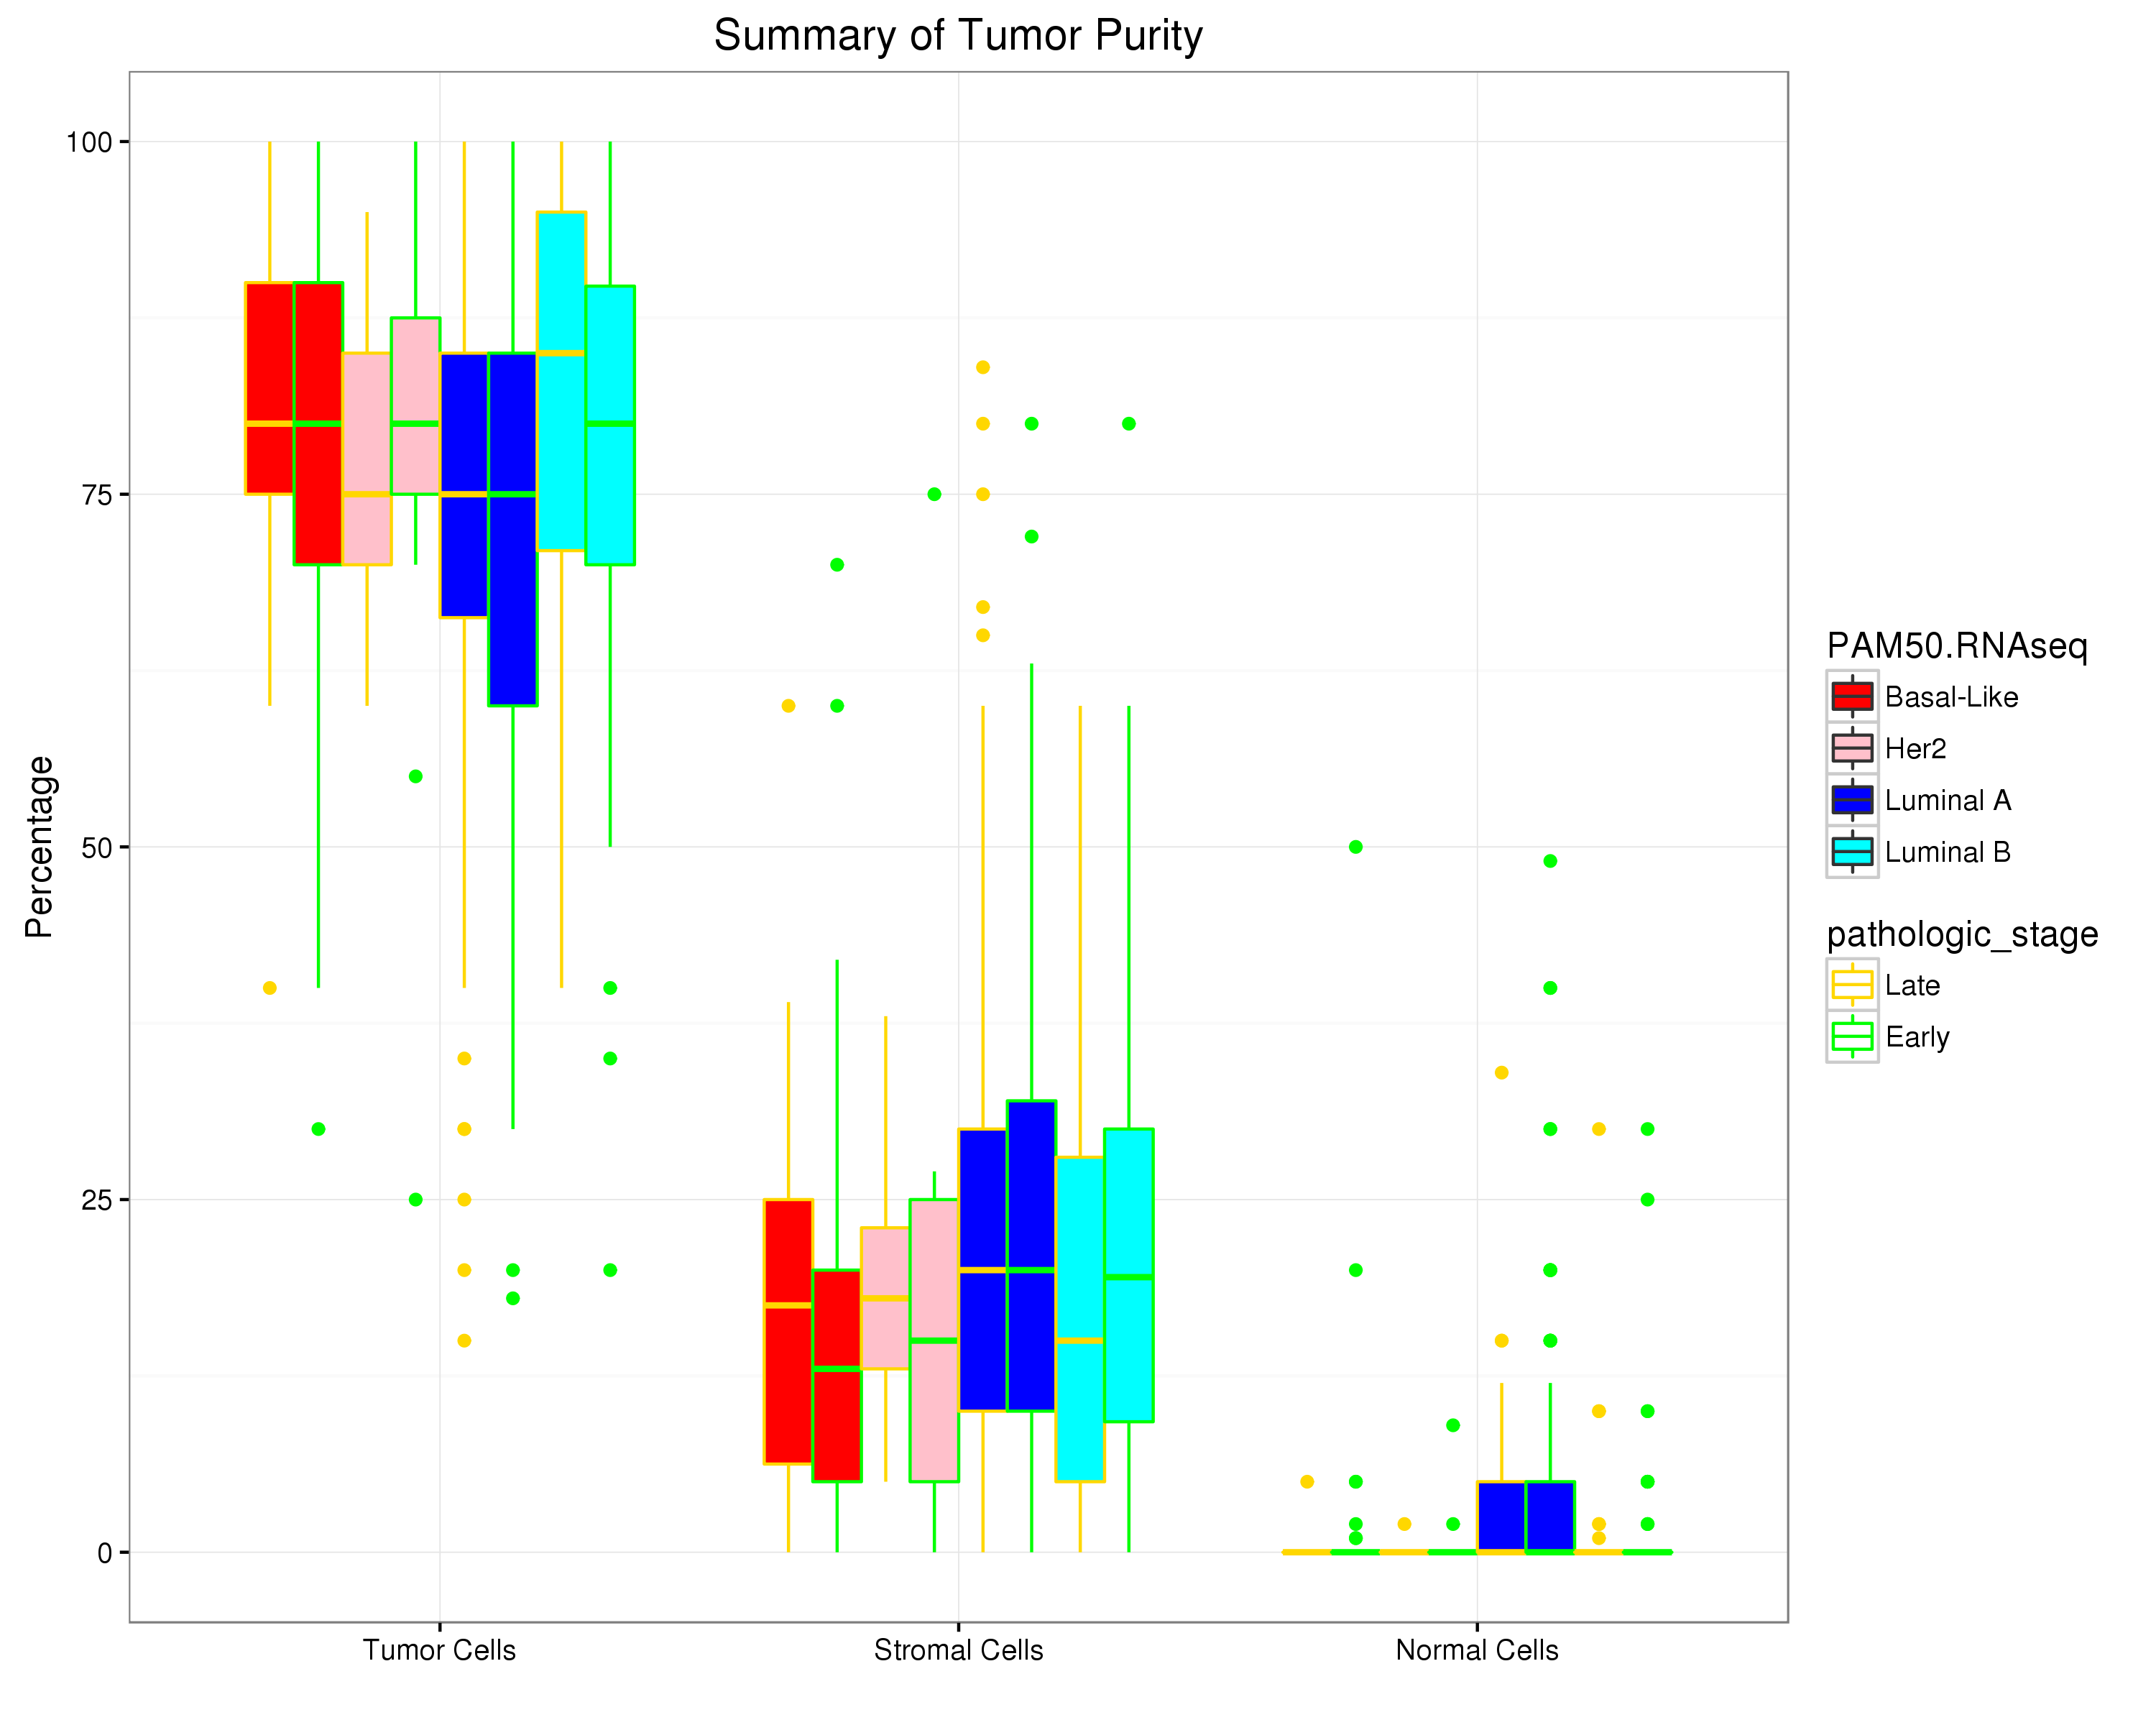 Summary of Tumor Purity
100
75
50
25
0
Percentage
Tumor Cells
Stromal Cells
Normal Cells
PAM50.RNAseq
Basal-Like
Her2
Luminal A
Luminal B
pathologic_stage
Late
Early